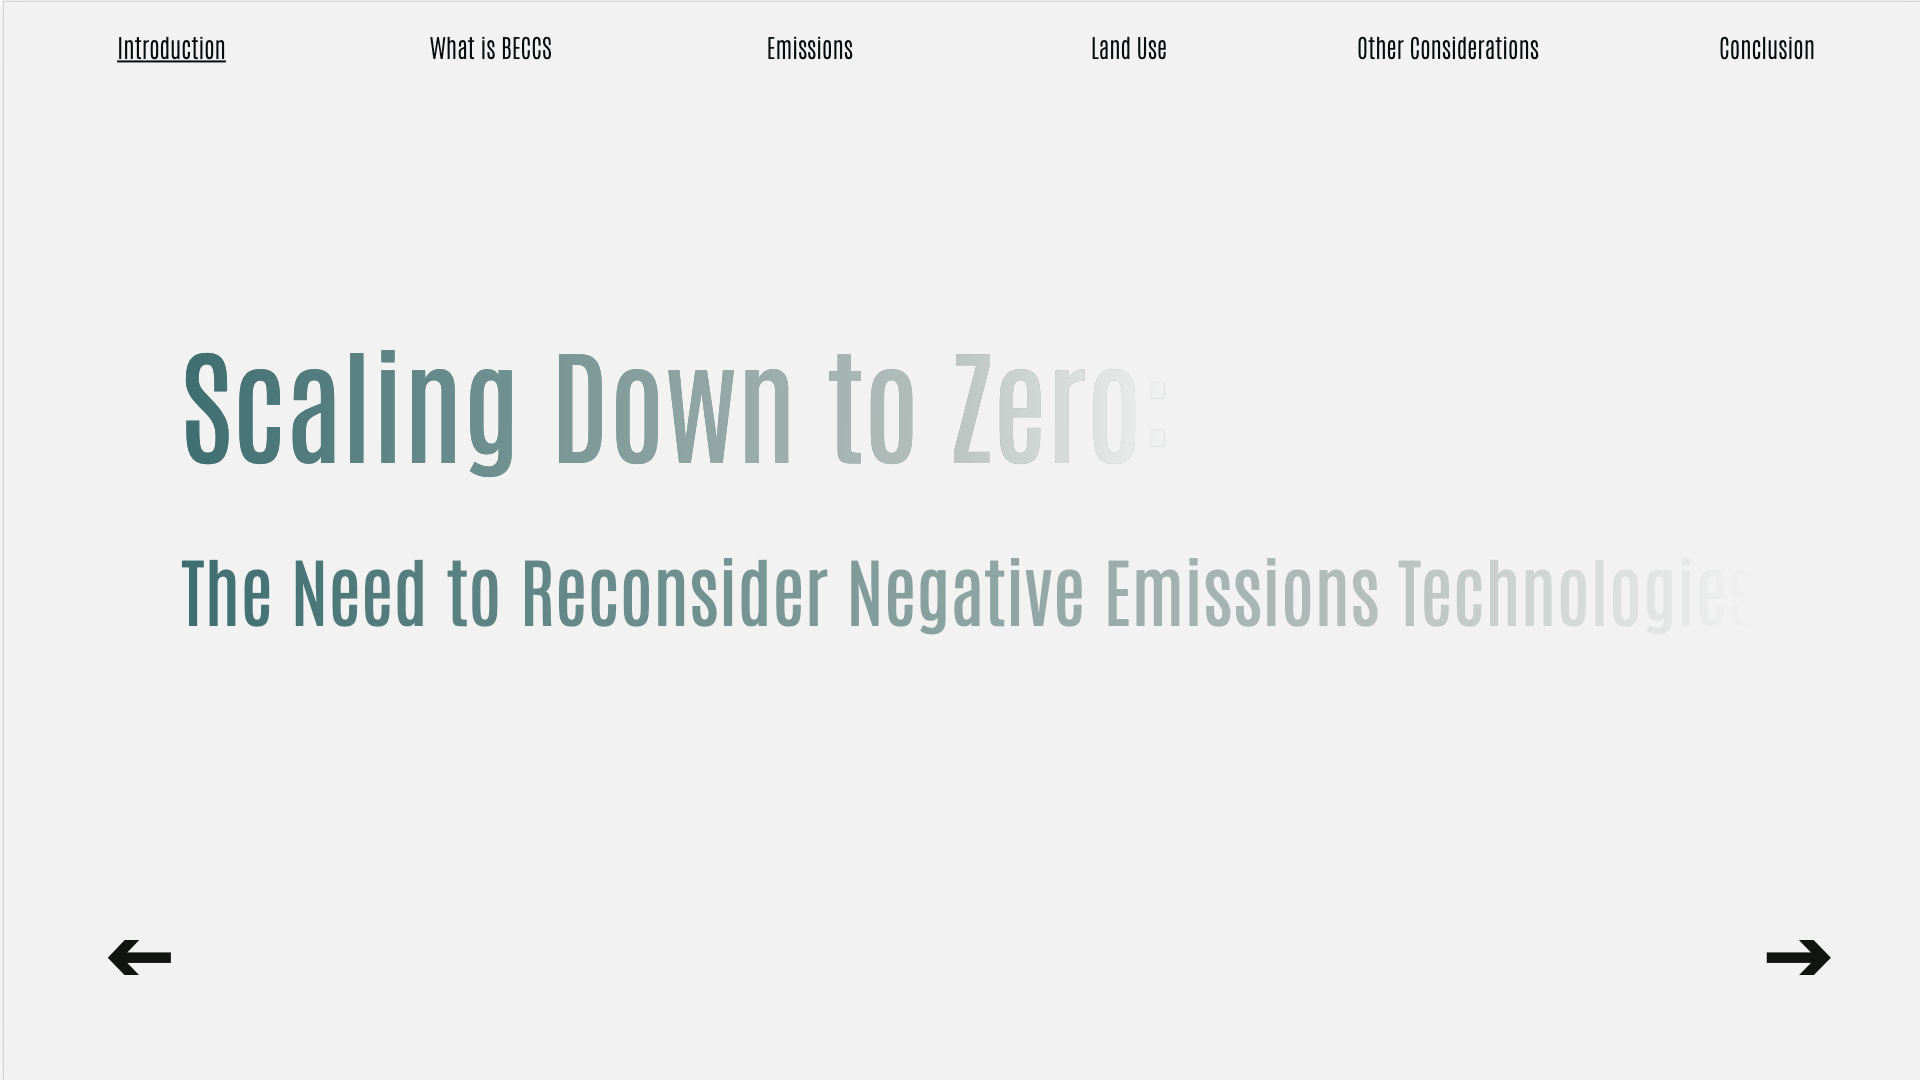 Introduction What is BECCS Emissions Land Use Other Considerations Conclusion
Scaling Down to Zero:
The Need to Reconsider Negative Emissions Technologies